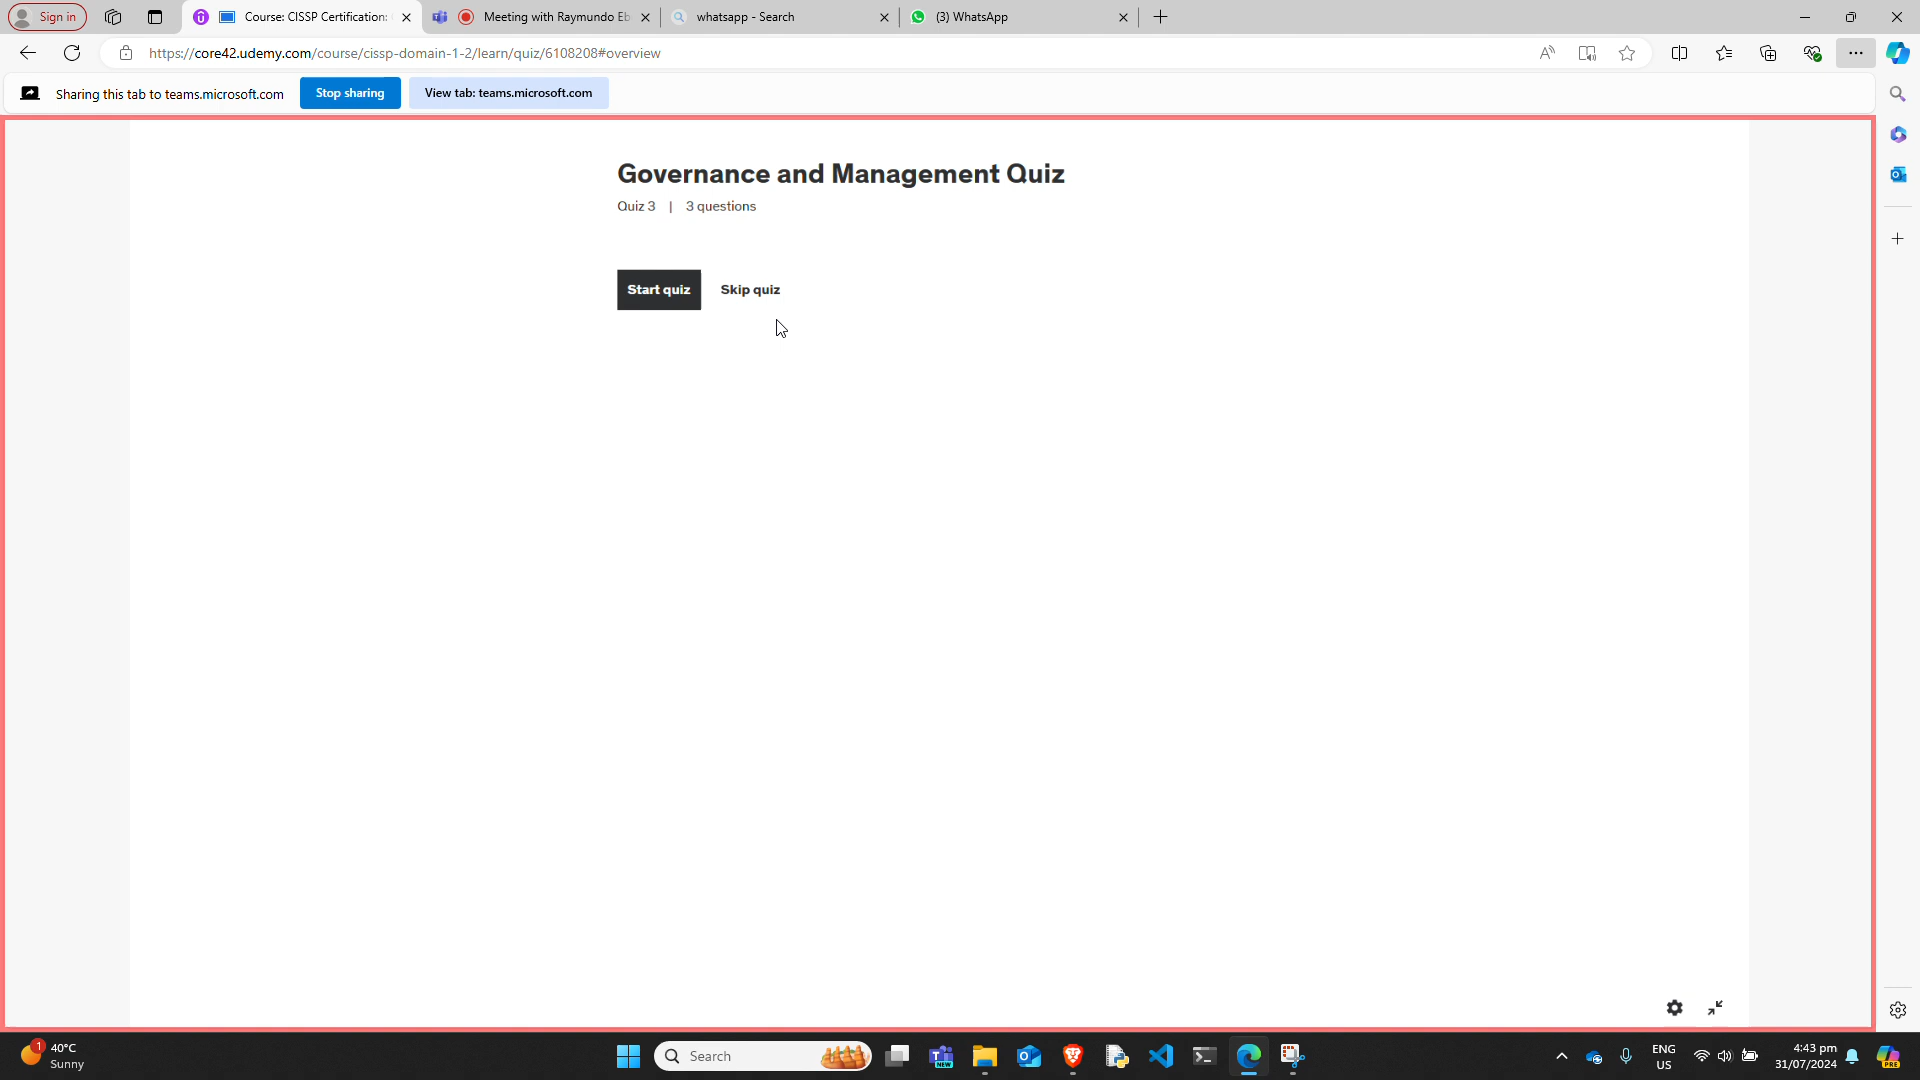 Sign in
Course: CISSP Certification:
Meeting with Raymundo Eb
whatsapp - Search
(3) WhatsApp
https://core42.udemy.com/course/cissp-domain-1-2/learn/quiz/6108208#overview
Sharing this tab to teams.microsoft.com
Stop sharing
View tab: teams.microsoft.com
Governance and Management Quiz
Quiz 3 | 3 questions
Start quiz
Skip quiz
1
40°C
Sunny
Search
NEW
ENG
US
4:43 pm
31/07/2024
PRE